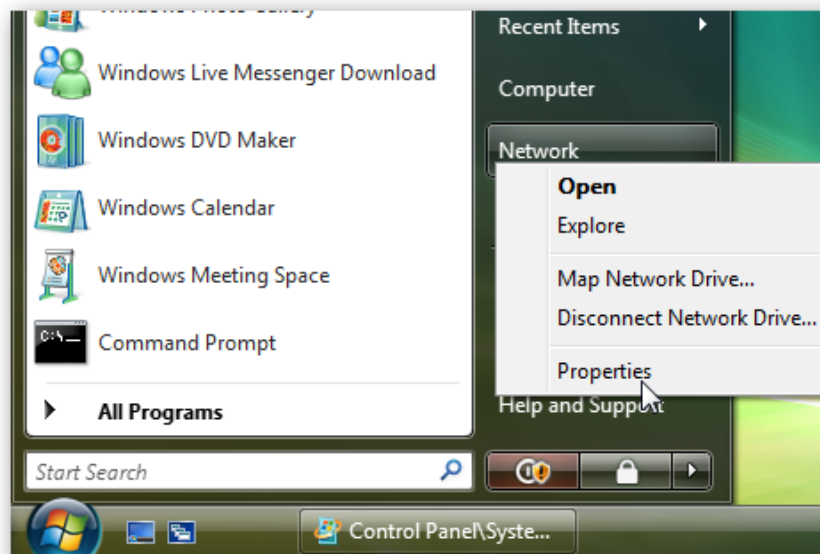 Windows Live Messenger Download
Windows DVD Maker
Windows Calendar
Windows Meeting Space
Command Prompt
All Programs
Start Search
Recent Items
Computer
Network
Open
Explore
Map Network Drive...
Disconnect Network Drive...
Properties
Help and Support
Control Panel\Syste...